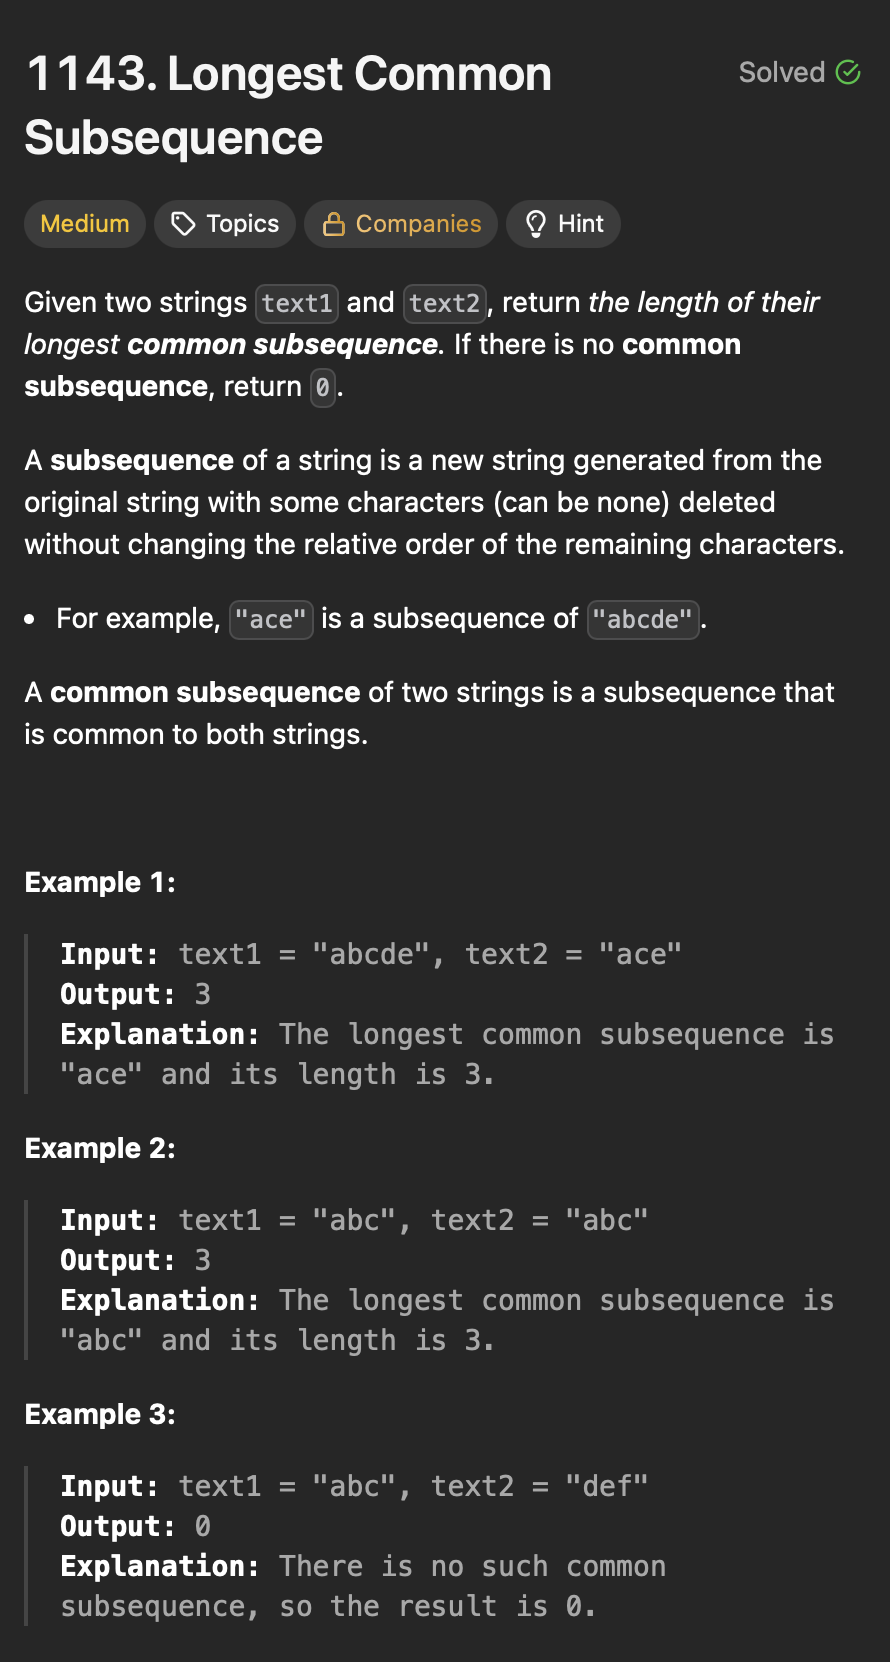 1143. Longest Common
Solved
Subsequence
Medium
Topics
Companies
Hint
Given two strings text1 and text2, return the length of their
longest common subsequence. If there is no common
subsequence, return 0.
A subsequence of a string is a new string generated from the
original string with some characters (can be none) deleted
without changing the relative order of the remaining characters.
• For example, "ace" is a subsequence of "abcde".
A common subsequence of two strings is a subsequence that
is common to both strings.
Example 1:
Input: text1 = "abcde", text2 = "ace"
Output: 3
Explanation: The longest common subsequence is
"ace" and its length is 3.
Example 2:
Input: text1 = "abc", text2 = "abc"
Output: 3
Explanation: The longest common subsequence is
"abc" and its length is 3.
Example 3:
Input: text1 = "abc", text2 = "def"
Output: 0
Explanation: There is no such common
subsequence, so the result is 0.